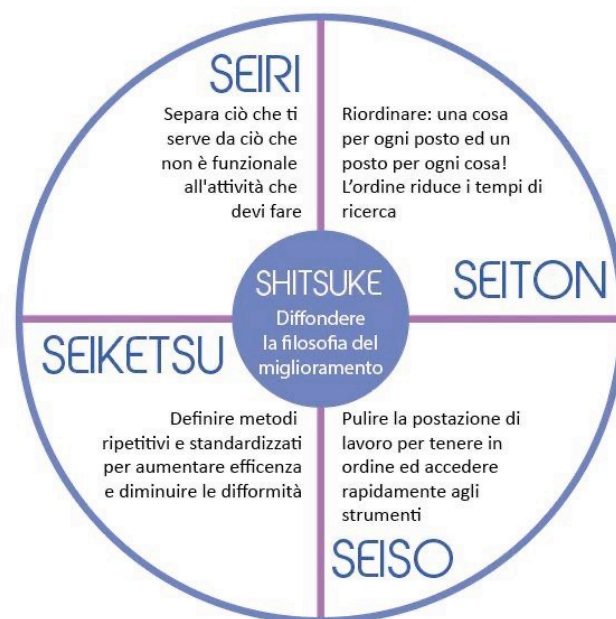 SEIRI
Separa ciò che ti
serve da ciò che
non è funzionale
all'attività che
devi fare
Riordinare: una cosa
per ogni posto ed un
posto per ogni cosa!
L'ordine riduce i tempi di
ricerca
SEITON
SHITSUKE
Diffondere
la filosofia del
miglioramento
SEIKETSU
Definire metodi
ripetitivi e standardizzati
per aumentare efficenza
e diminuire le difformità
Pulire la postazione di
lavoro per tenere in
ordine ed accedere
rapidamente agli
strumenti
SEISO